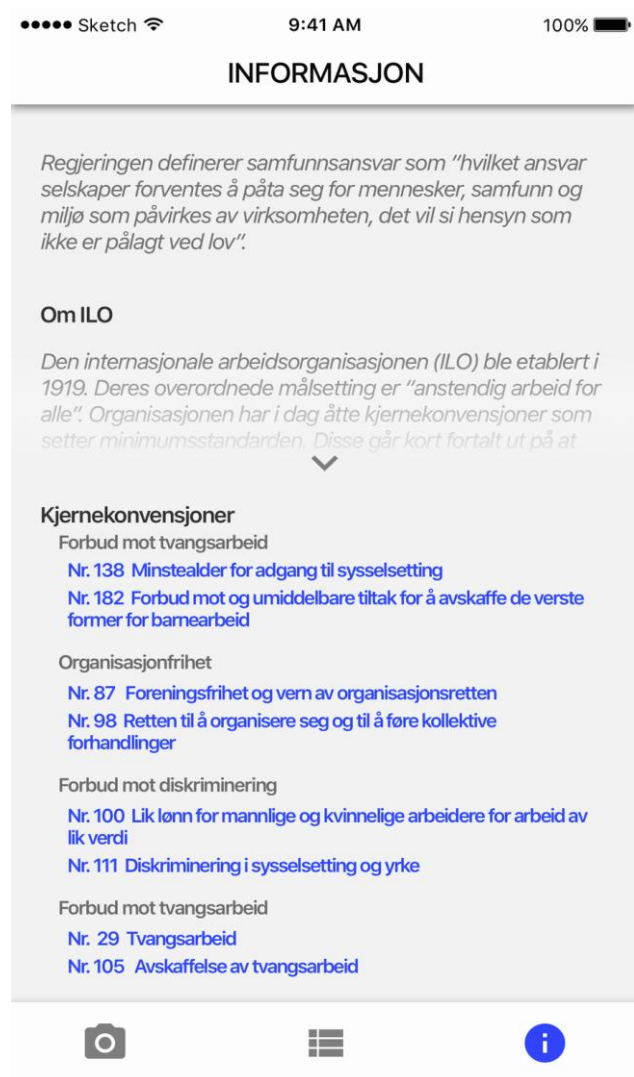 Sketch 9:41 AM 100%
INFORMASJON
Regjeringen definerer samfunnsansvar som "hvilket ansvar
selskaper forventes å påta seg for mennesker, samfunn og
miljø som påvirkes av virksomheten, det vil si hensyn som
ikke er pålagt ved lov".
Om ILO
Den internasjonale arbeidsorganisasjonen (ILO) ble etablert i
1919. Deres overordnede målsetting er "anstendig arbeid for
alle". Organisasjonen har i dag åtte kjernekonvensjoner som
setter minimumsstandarden. Disse går kort fortalt ut på at
Kjernekonvensjoner
Forbud mot tvangsarbeid
Nr. 138 Minstealder for adgang til sysselsetting
Nr. 182 Forbud mot og umiddelbare tiltak for å avskaffe de verste
former for barnearbeid
Organisasjonfrihet
Nr. 87 Foreningsfrihet og vern av organisasjonsretten
Nr. 98 Retten til å organisere seg og til å føre kollektive
forhandlinger
Forbud mot diskriminering
Nr. 100 Lik lønn for mannlige og kvinnelige arbeidere for arbeid av
lik verdi
Nr. 111 Diskriminering i sysselsetting og yrke
Forbud mot tvangsarbeid
Nr. 29 Tvangsarbeid
Nr. 105 Avskaffelse av tvangsarbeid